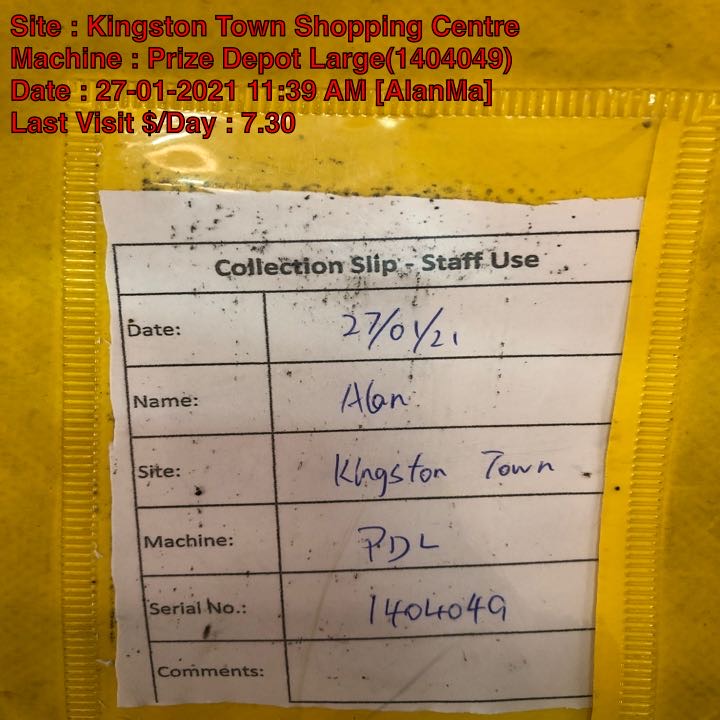 Site : Kingston Town Shopping Centre
Machine : Prize Depot Large(1404049)
Date : 27-01-2021 11:39 AM [AlanMa]
Last Visit $/Day : 7.30
Collection Slip - Staff Use
Date: 27/01/21
Name: Alan
Site: Kingston Town
Machine: PDL
Serial No.: 1404049
Comments: